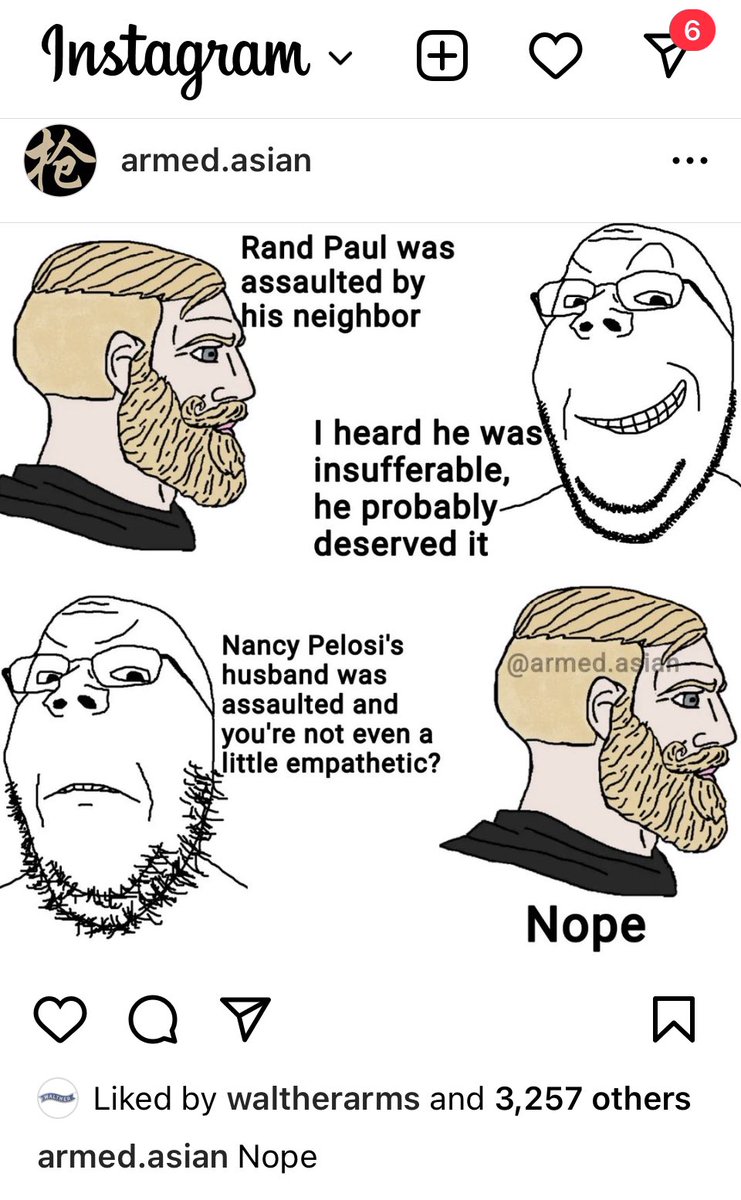 Instagram
6
枪 armed.asian
Rand Paul was
assaulted by
his neighbor
I heard he was
insufferable,
he probably
deserved it
Nancy Pelosi's
husband was
assaulted and
you're not even a
little empathetic?
@armed.asian
Nope
WALTHER Liked by waltherarms and 3,257 others
armed.asian Nope